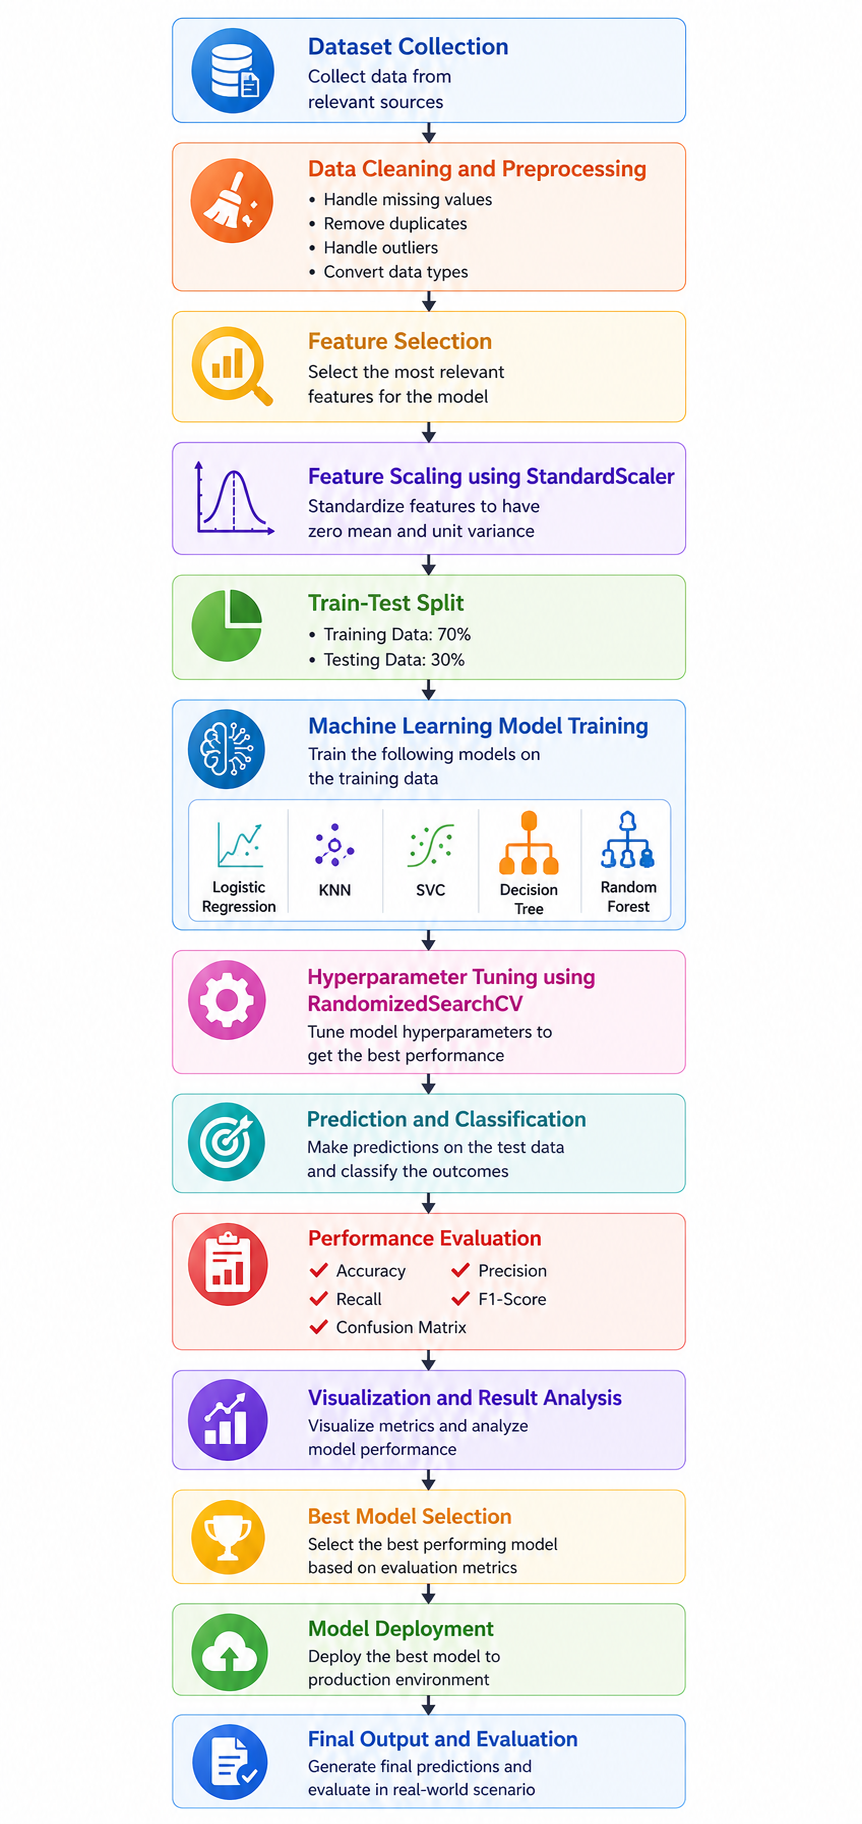 Dataset Collection
Collect data from
relevant sources
Data Cleaning and Preprocessing
• Handle missing values
• Remove duplicates
• Handle outliers
• Convert data types
Feature Selection
Select the most relevant
features for the model
Feature Scaling using StandardScaler
Standardize features to have
zero mean and unit variance
Train-Test Split
• Training Data: 70%
• Testing Data: 30%
Machine Learning Model Training
Train the following models on
the training data
Logistic
Regression
KNN
SVC
Decision
Tree
Random
Forest
Hyperparameter Tuning using
RandomizedSearchCV
Tune model hyperparameters to
get the best performance
Prediction and Classification
Make predictions on the test data
and classify the outcomes
Performance Evaluation
✓ Accuracy ✓ Precision
✓ Recall ✓ F1-Score
✓ Confusion Matrix
Visualization and Result Analysis
Visualize metrics and analyze
model performance
Best Model Selection
Select the best performing model
based on evaluation metrics
Model Deployment
Deploy the best model to
production environment
Final Output and Evaluation
Generate final predictions and
evaluate in real-world scenario